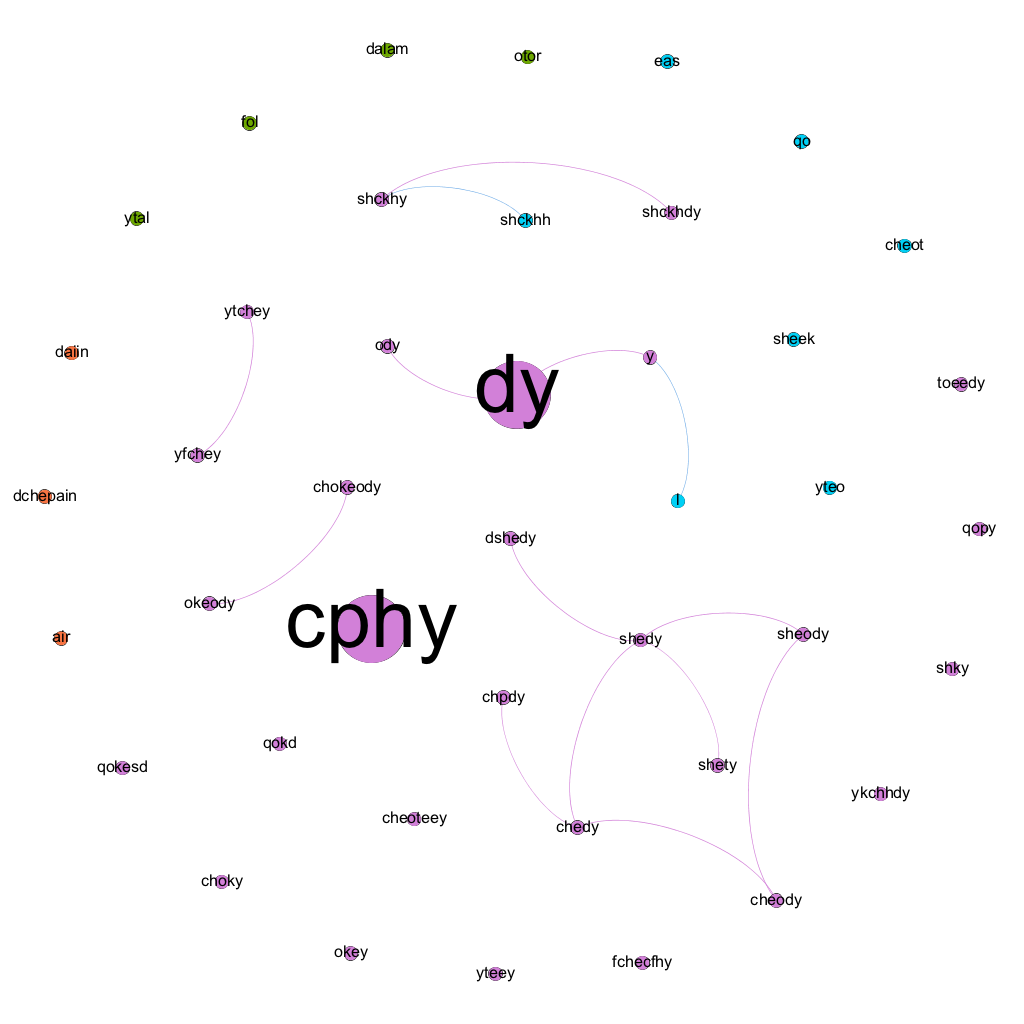 dalam
otor
eas
fol
qo
shckhy
shckhdy
ytal
shckhh
cheot
ytchey
sheek
ody
daiin
y
dy
toeedy
yfchey
chokeody
yteo
dchepain
l
qopy
dshedy
okeody
cphy
air
shedy
sheody
shky
chpdy
qokd
shety
qokesd
ykchhdy
cheoteey
chedy
choky
cheody
okey
fchecfhy
yteey